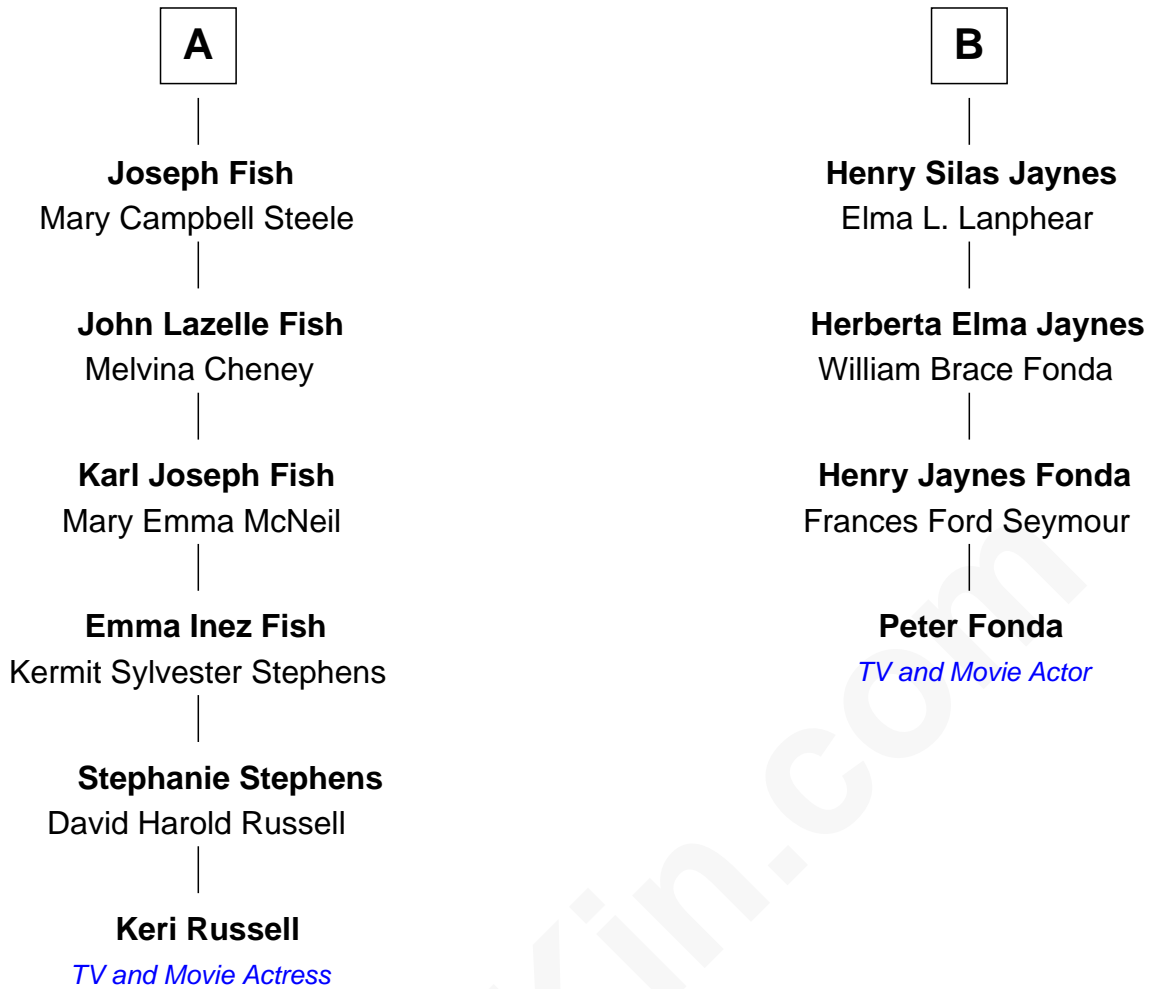 A
Joseph Fish
Mary Campbell Steele
John Lazelle Fish
Melvina Cheney
Karl Joseph Fish
Mary Emma McNeil
Emma Inez Fish
Kermit Sylvester Stephens
Stephanie Stephens
David Harold Russell
Keri Russell
TV and Movie Actress
B
Henry Silas Jaynes
Elma L. Lanphear
Herberta Elma Jaynes
William Brace Fonda
Henry Jaynes Fonda
Frances Ford Seymour
Peter Fonda
TV and Movie Actor
Kin.com